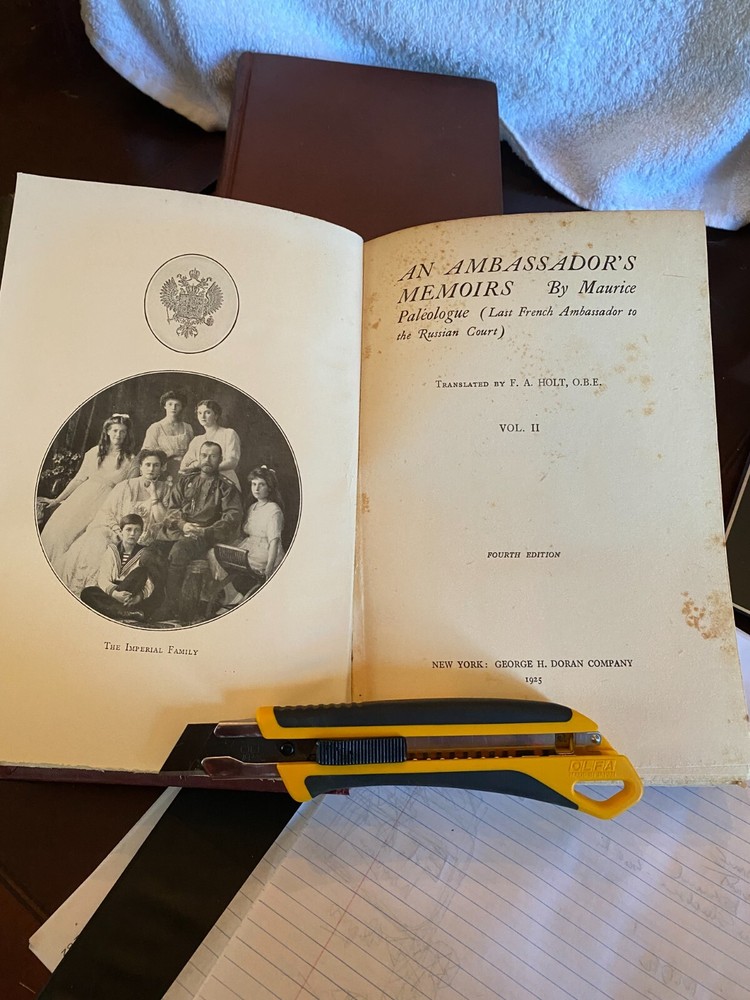 THE IMPERIAL FAMILY
AN AMBASSADOR'S
MEMOIRS By Maurice
Paléologue (Last French Ambassador to
the Russian Court)
TRANSLATED BY F. A. HOLT, O.B.E.
VOL. II
FOURTH EDITION
NEW YORK: GEORGE H. DORAN COMPANY
1925
OLFA